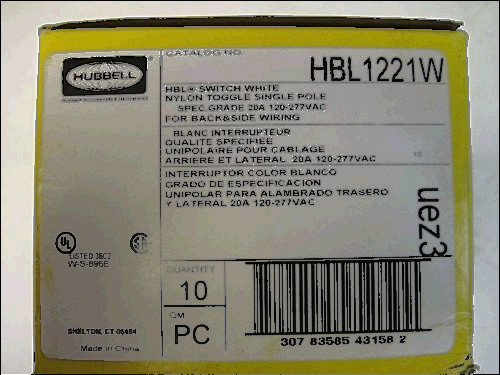 HUBBELL
CATALOG NO.
HBL1221W
HBL® SWITCH WHITE
NYLON TOGGLE SINGLE POLE
SPEC GRADE 20A 120-277VAC
FOR BACK&SIDE WIRING
BLANC INTERRUPTEUR
QUALITE SPECIFIEE
UNIPOLAIRE POUR CABLAGE
ARRIERE ET LATERAL 20A 120-277VAC
INTERRUPTOR COLOR BLANCO
GRADO DE ESPECIFICACION
UNIPOLAR PARA ALAMBRADO TRASERO
Y LATERAL 20A 120-277VAC
uez3
UL
LISTED
W-S-896E
QUANTITY
10
PC
SHELTON, CT 06484
Made in China
307 83585 43158 2